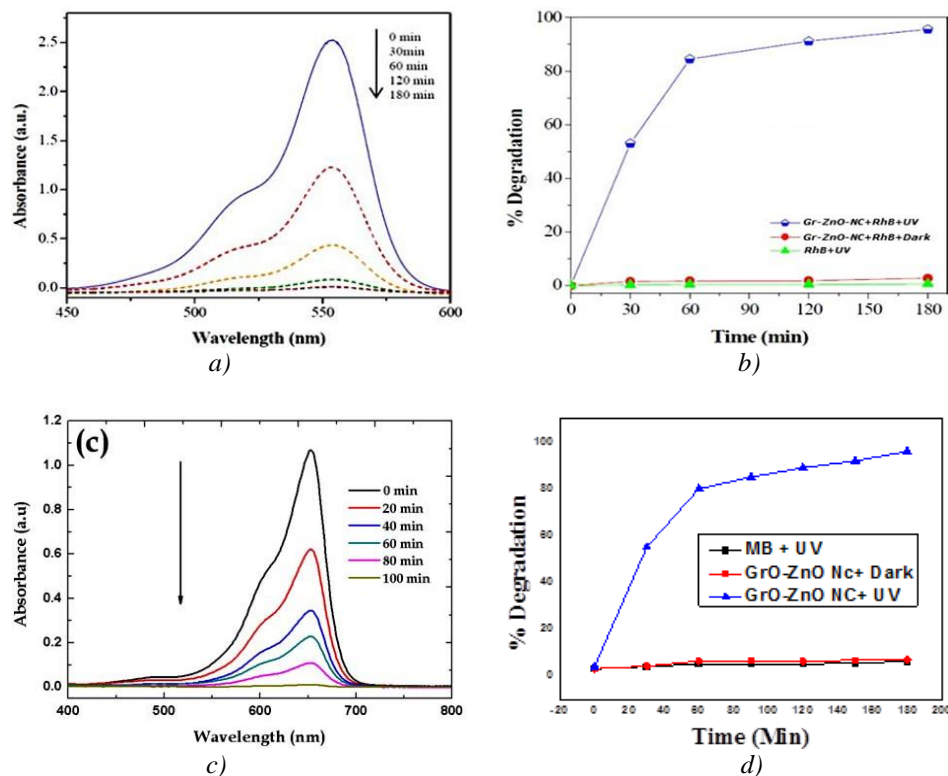 2.5
2.0
1.5
1.0
0.5
0.0
Absorbance (a.u.)
0 min
30min
60 min
120 min
180 min
450
500
550
600
Wavelength (nm)
a)
100
80
60
40
20
0
% Degradation
Gr-ZnO-NC+RhB+UV
Gr-ZnO-NC+RhB+Dark
RhB+UV
0
30
60
90
120
150
180
Time (min)
b)
(c)
1.2
1.0
0.8
0.6
0.4
0.2
0.0
Absorbance (a.u)
0 min
20 min
40 min
60 min
80 min
100 min
400
500
600
700
800
Wavelength (nm)
c)
100
80
60
40
20
0
% Degradation
MB + UV
GrO-ZnO Nc+ Dark
GrO-ZnO NC+ UV
-20
0
20
40
60
80
100
120
140
160
180
200
Time (Min)
d)